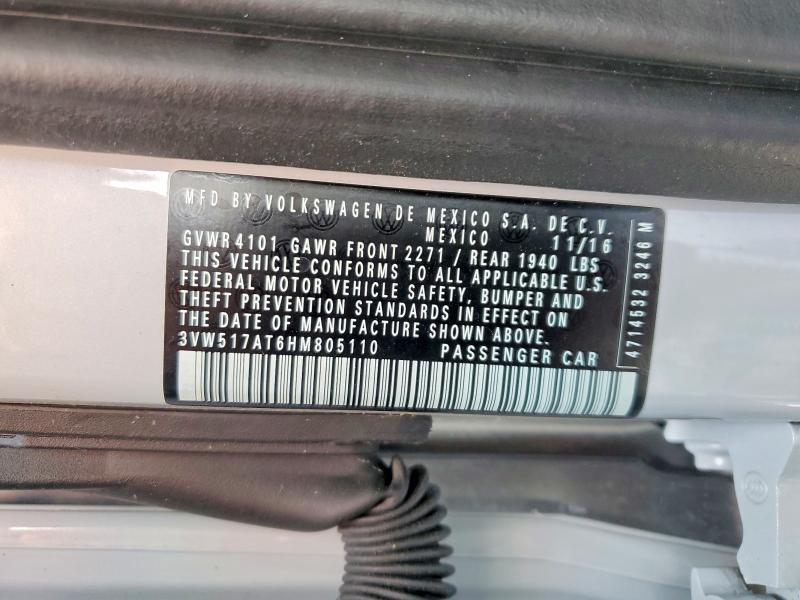 MFD BY VOLKSWAGEN DE MEXICO S.A. DE C.V.
MEXICO 11/16
GVWR 4101 GAWR FRONT 2271 / REAR 1940 LBS
THIS VEHICLE CONFORMS TO ALL APPLICABLE U.S.
FEDERAL MOTOR VEHICLE SAFETY, BUMPER AND
THEFT PREVENTION STANDARDS IN EFFECT ON
THE DATE OF MANUFACTURE SHOWN ABOVE.
3VW517AT6HM805110 PASSENGER CAR
4714532 3246 M